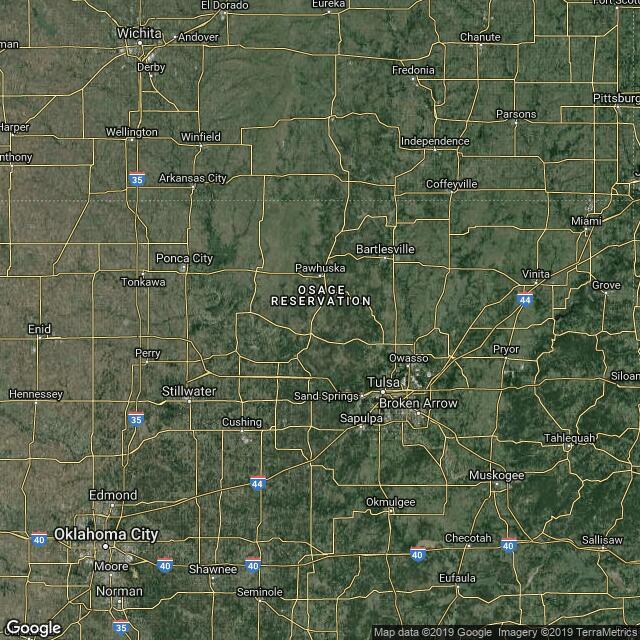 El Dorado
Eureka
Fort Scott
Wichita
Andover
Chanute
Derby
Fredonia
Pittsburg
Parsons
Harper
Wellington
Winfield
Independence
Anthony
35
Arkansas City
Coffeyville
Miami
Bartlesville
Ponca City
Pawhuska
Vinita
Tonkawa
OSAGE
RESERVATION
44
Grove
Enid
Perry
Pryor
Owasso
Siloam
Tulsa
Hennessey
Stillwater
Sand Springs
Broken Arrow
35
Cushing
Sapulpa
Tahlequah
44
Muskogee
Edmond
Okmulgee
Oklahoma City
40
Checotah
40
Sallisaw
40
Moore
40
40
Shawnee
Eufaula
Norman
Seminole
35
Google
Map data ©2019 Google Imagery ©2019 TerraMetrics